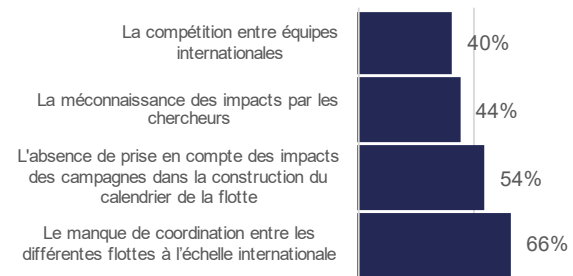 La compétition entre équipes
internationales
40%
La méconnaissance des impacts par les
chercheurs
44%
L'absence de prise en compte des impacts
des campagnes dans la construction du
calendrier de la flotte
54%
Le manque de coordination entre les
différentes flottes à l'échelle internationale
66%